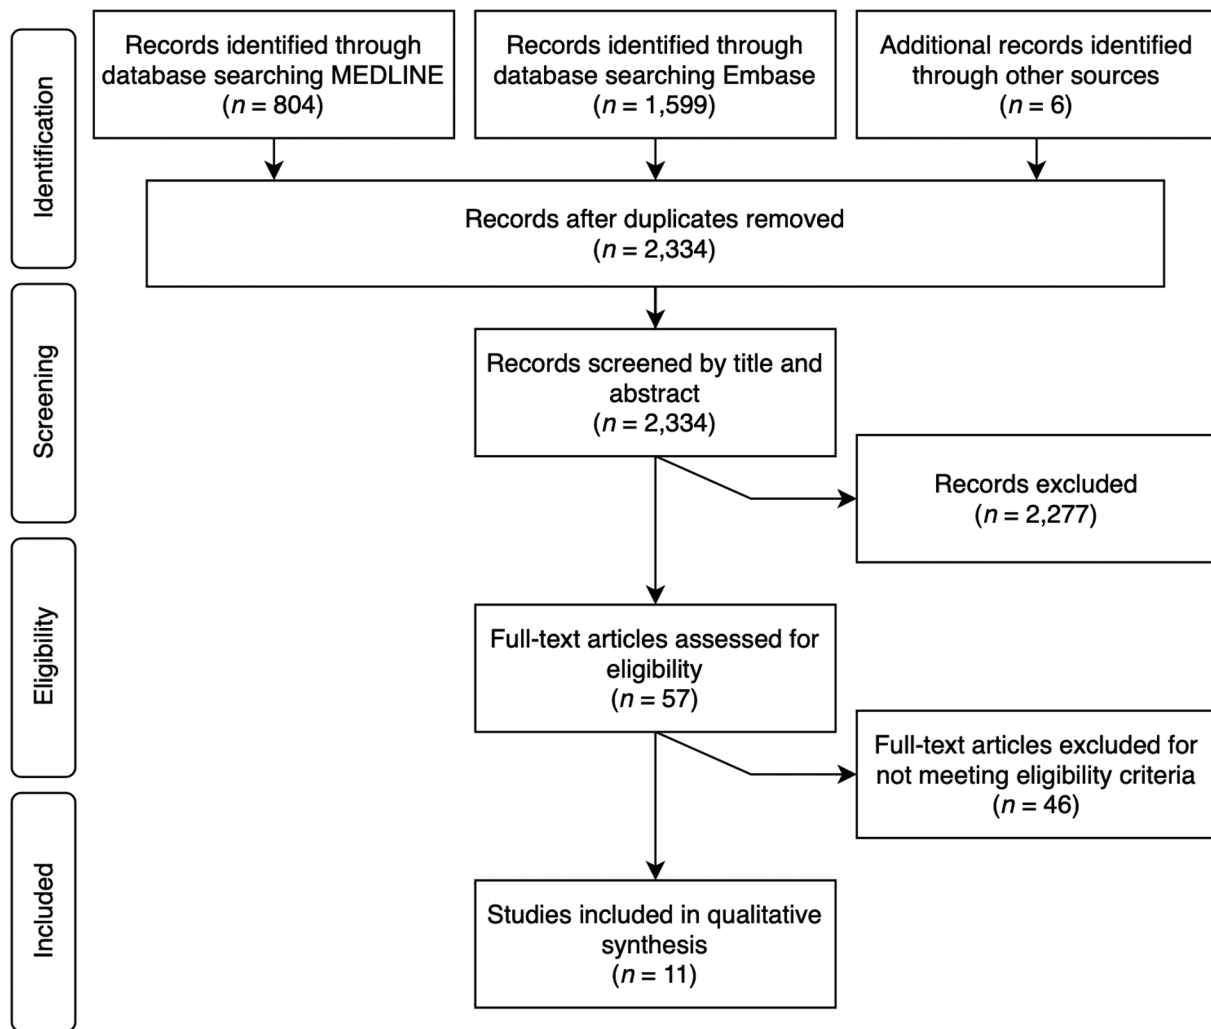 Identification
Records identified through
database searching MEDLINE
(n = 804)
Records identified through
database searching Embase
(n = 1,599)
Additional records identified
through other sources
(n = 6)
Records after duplicates removed
(n = 2,334)
Screening
Records screened by title and
abstract
(n = 2,334)
Records excluded
(n = 2,277)
Eligibility
Full-text articles assessed for
eligibility
(n = 57)
Full-text articles excluded for
not meeting eligibility criteria
(n = 46)
Included
Studies included in qualitative
synthesis
(n = 11)